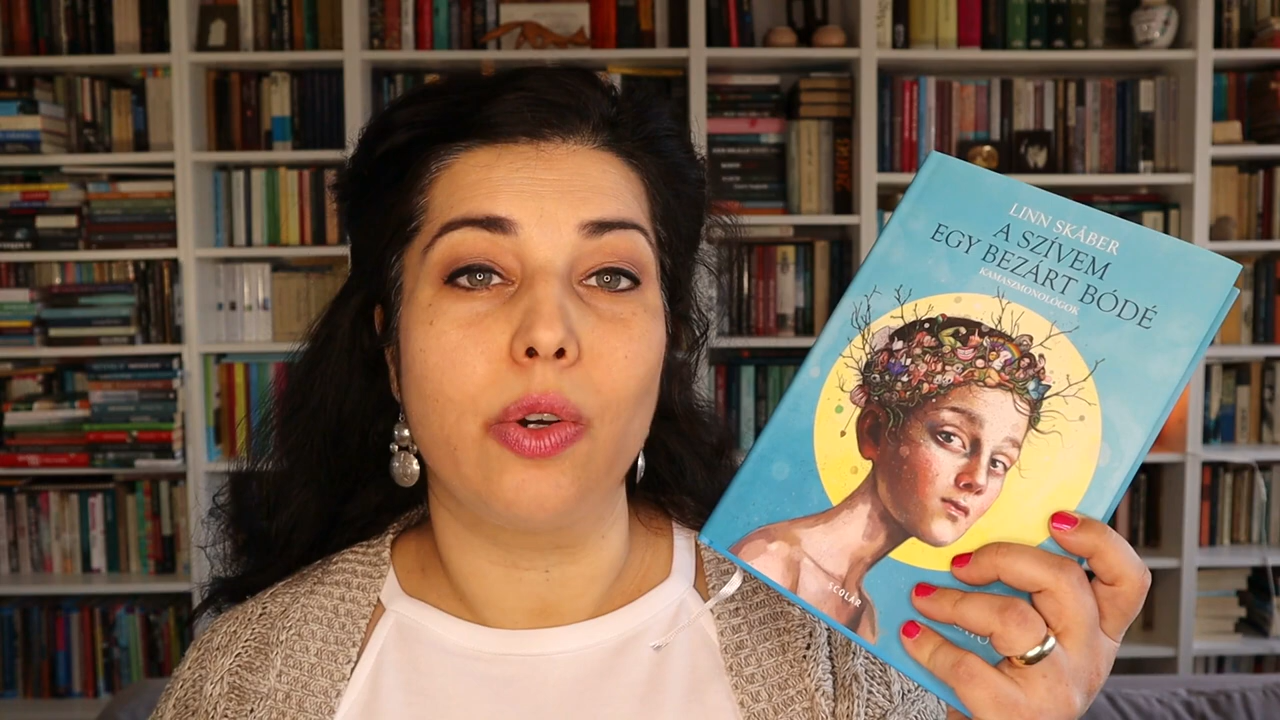 LINN SKÅBER
A SZÍVEM
EGY BEZÁRT BÓDÉ
KAMASZMONOLÓGOK
SCOLAR